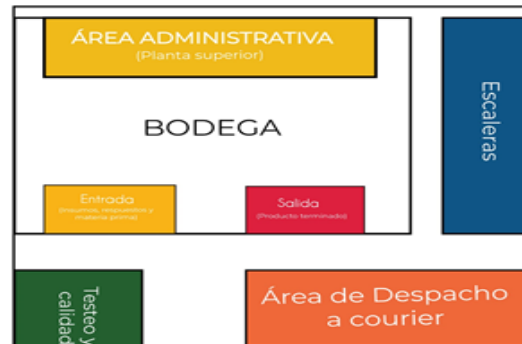 ÁREA ADMINISTRATIVA
(Planta superior)
BODEGA
Escaleras
Entrada
(Insumos, repuestos y
materia prima)
Salida
(Producto terminado)
Testeo y
calidad
Área de Despacho
a courier